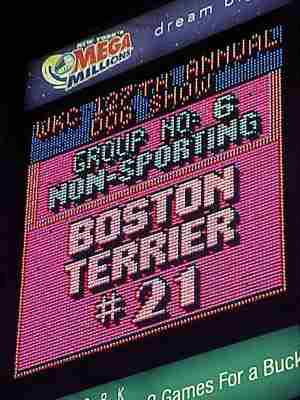 NEW YORK'S
MEGA
MILLIONS
dream
WKC 127TH ANNUAL
DOG SHOW
GROUP NO: 6
NON-SPORTING
BOSTON
TERRIER
#21
Games For a Buck